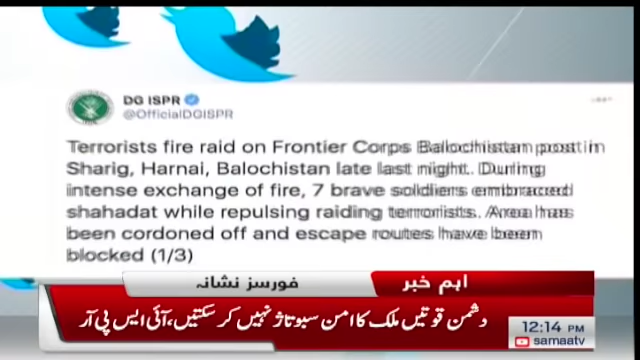 DG ISPR
@OfficialDGISPR
Terrorists fire raid on Frontier Corps Balochistan post in
Sharig, Harnai, Balochistan late last night. During
intense exchange of fire, 7 brave soldiers embraced
shahadat while repulsing raiding terrorists. Area has
been cordoned off and escape routes have been
blocked (1/3)
اہم خبر
فورسز نشانہ
دشمن قوتیں ملک کا امن سبوتاژ نہیں کر سکتیں، آئی ایس پی آر
12:14 PM
samaatv